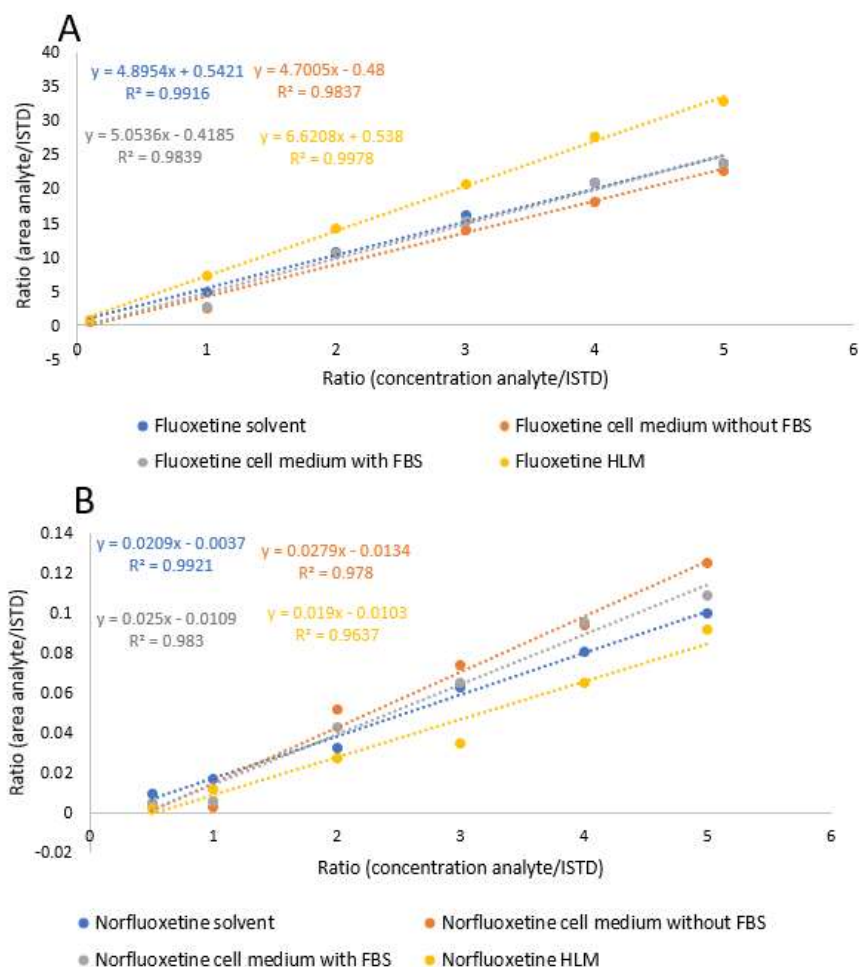 A
40
35
30
25
20
15
10
5
0
-5
Ratio (area analyte/ISTD)
y = 4.8954x + 0.5421
R² = 0.9916
y = 4.7005x - 0.48
R² = 0.9837
y = 5.0536x - 0.4185
R² = 0.9839
y = 6.6208x + 0.538
R² = 0.9978
0 1 2 3 4 5 6
Ratio (concentration analyte/ISTD)
Fluoxetine solvent
Fluoxetine cell medium without FBS
Fluoxetine cell medium with FBS
Fluoxetine HLM
B
0.14
0.12
0.1
0.08
0.06
0.04
0.02
0
-0.02
Ratio (area analyte/ISTD)
y = 0.0209x - 0.0037
R² = 0.9921
y = 0.0279x - 0.0134
R² = 0.978
y = 0.025x - 0.0109
R² = 0.983
y = 0.019x - 0.0103
R² = 0.9637
0 1 2 3 4 5 6
Ratio (concentration analyte/ISTD)
Norfluoxetine solvent
Norfluoxetine cell medium without FBS
Norfluoxetine cell medium with FBS
Norfluoxetine HLM